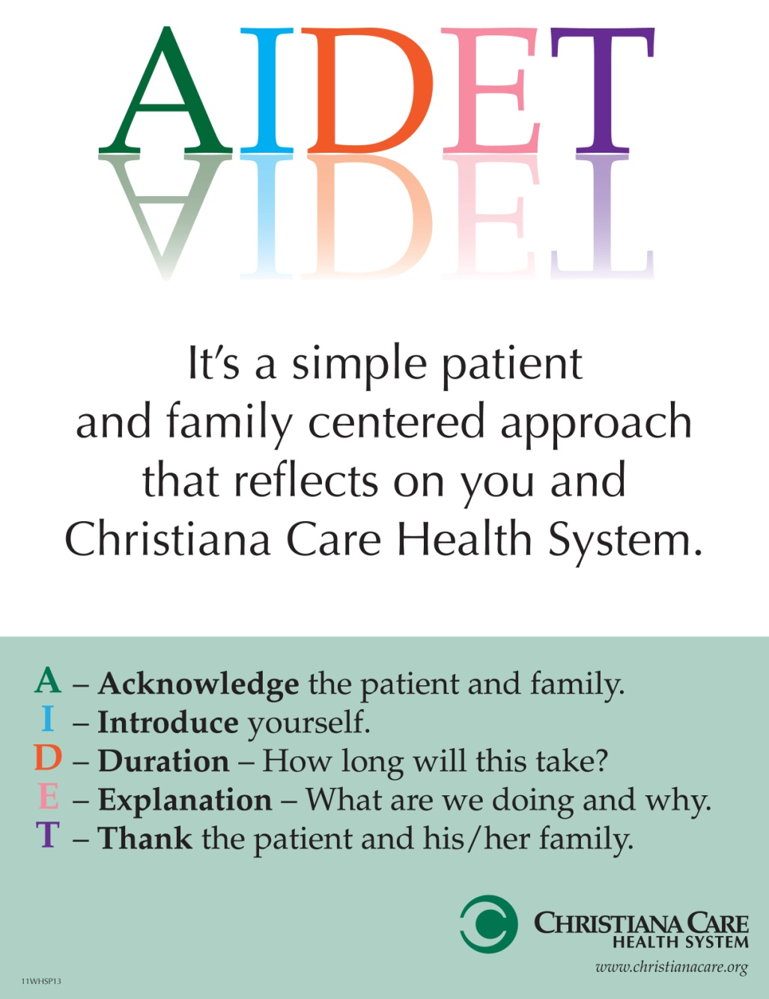 AIDET
It’s a simple patient
and family centered approach
that reflects on you and
Christiana Care Health System.
A – Acknowledge the patient and family.
I – Introduce yourself.
D – Duration – How long will this take?
E – Explanation – What are we doing and why.
T – Thank the patient and his/her family.
CHRISTIANA CARE
HEALTH SYSTEM
www.christianacare.org
11WHSP13